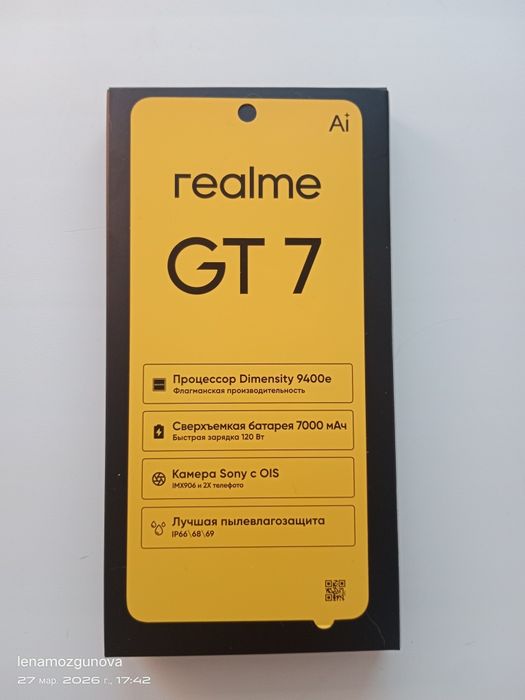 Ai
realme
GT 7
Процессор Dimensity 9400e
Флагманская производительность
Сверхъемкая батарея 7000 мАч
Быстрая зарядка 120 Вт
Камера Sony с OIS
IMX906 и 2X телефото
Лучшая пылевлагозащита
IP66\68\69
lenamozgunova
27 мар. 2026 г., 17:42